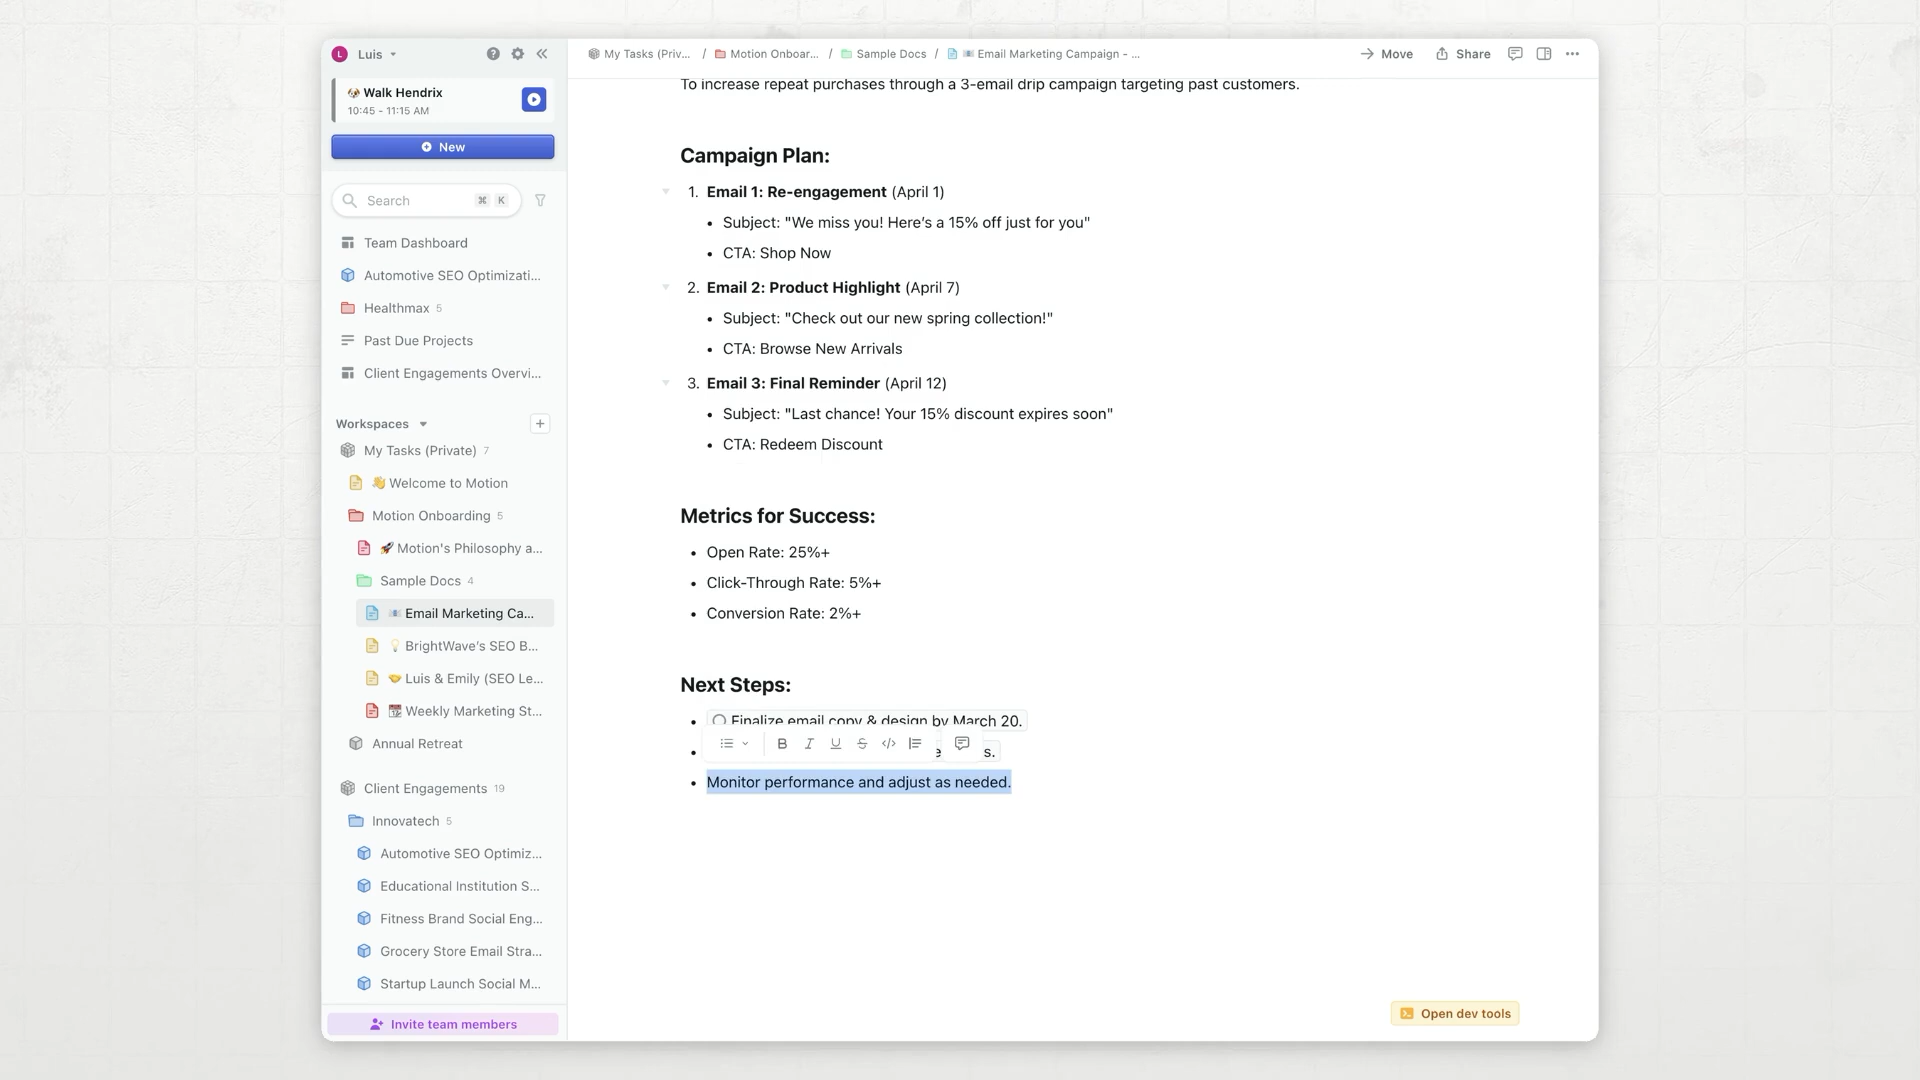 L Luis
Walk Hendrix
10:45 - 11:15 AM
New
Search ⌘ K
Team Dashboard
Automotive SEO Optimizati...
Healthmax 5
Past Due Projects
Client Engagements Overvi...
Workspaces
My Tasks (Private) 7
👋 Welcome to Motion
Motion Onboarding 5
🚀 Motion's Philosophy a...
Sample Docs 4
📧 Email Marketing Ca...
💡 BrightWave's SEO B...
🤝 Luis & Emily (SEO Le...
📆 Weekly Marketing St...
Annual Retreat
Client Engagements 19
Innovatech 5
Automotive SEO Optimiz...
Educational Institution S...
Fitness Brand Social Eng...
Grocery Store Email Stra...
Startup Launch Social M...
Invite team members
My Tasks (Priv... / Motion Onboar... / Sample Docs / 📧 Email Marketing Campaign - ...
Move Share
To increase repeat purchases through a 3-email drip campaign targeting past customers.
Campaign Plan:
1. Email 1: Re-engagement (April 1)
• Subject: "We miss you! Here's a 15% off just for you"
• CTA: Shop Now
2. Email 2: Product Highlight (April 7)
• Subject: "Check out our new spring collection!"
• CTA: Browse New Arrivals
3. Email 3: Final Reminder (April 12)
• Subject: "Last chance! Your 15% discount expires soon"
• CTA: Redeem Discount
Metrics for Success:
• Open Rate: 25%+
• Click-Through Rate: 5%+
• Conversion Rate: 2%+
Next Steps:
• Finalize email copy & design by March 20.
B I U S </>
• Monitor performance and adjust as needed.
Open dev tools